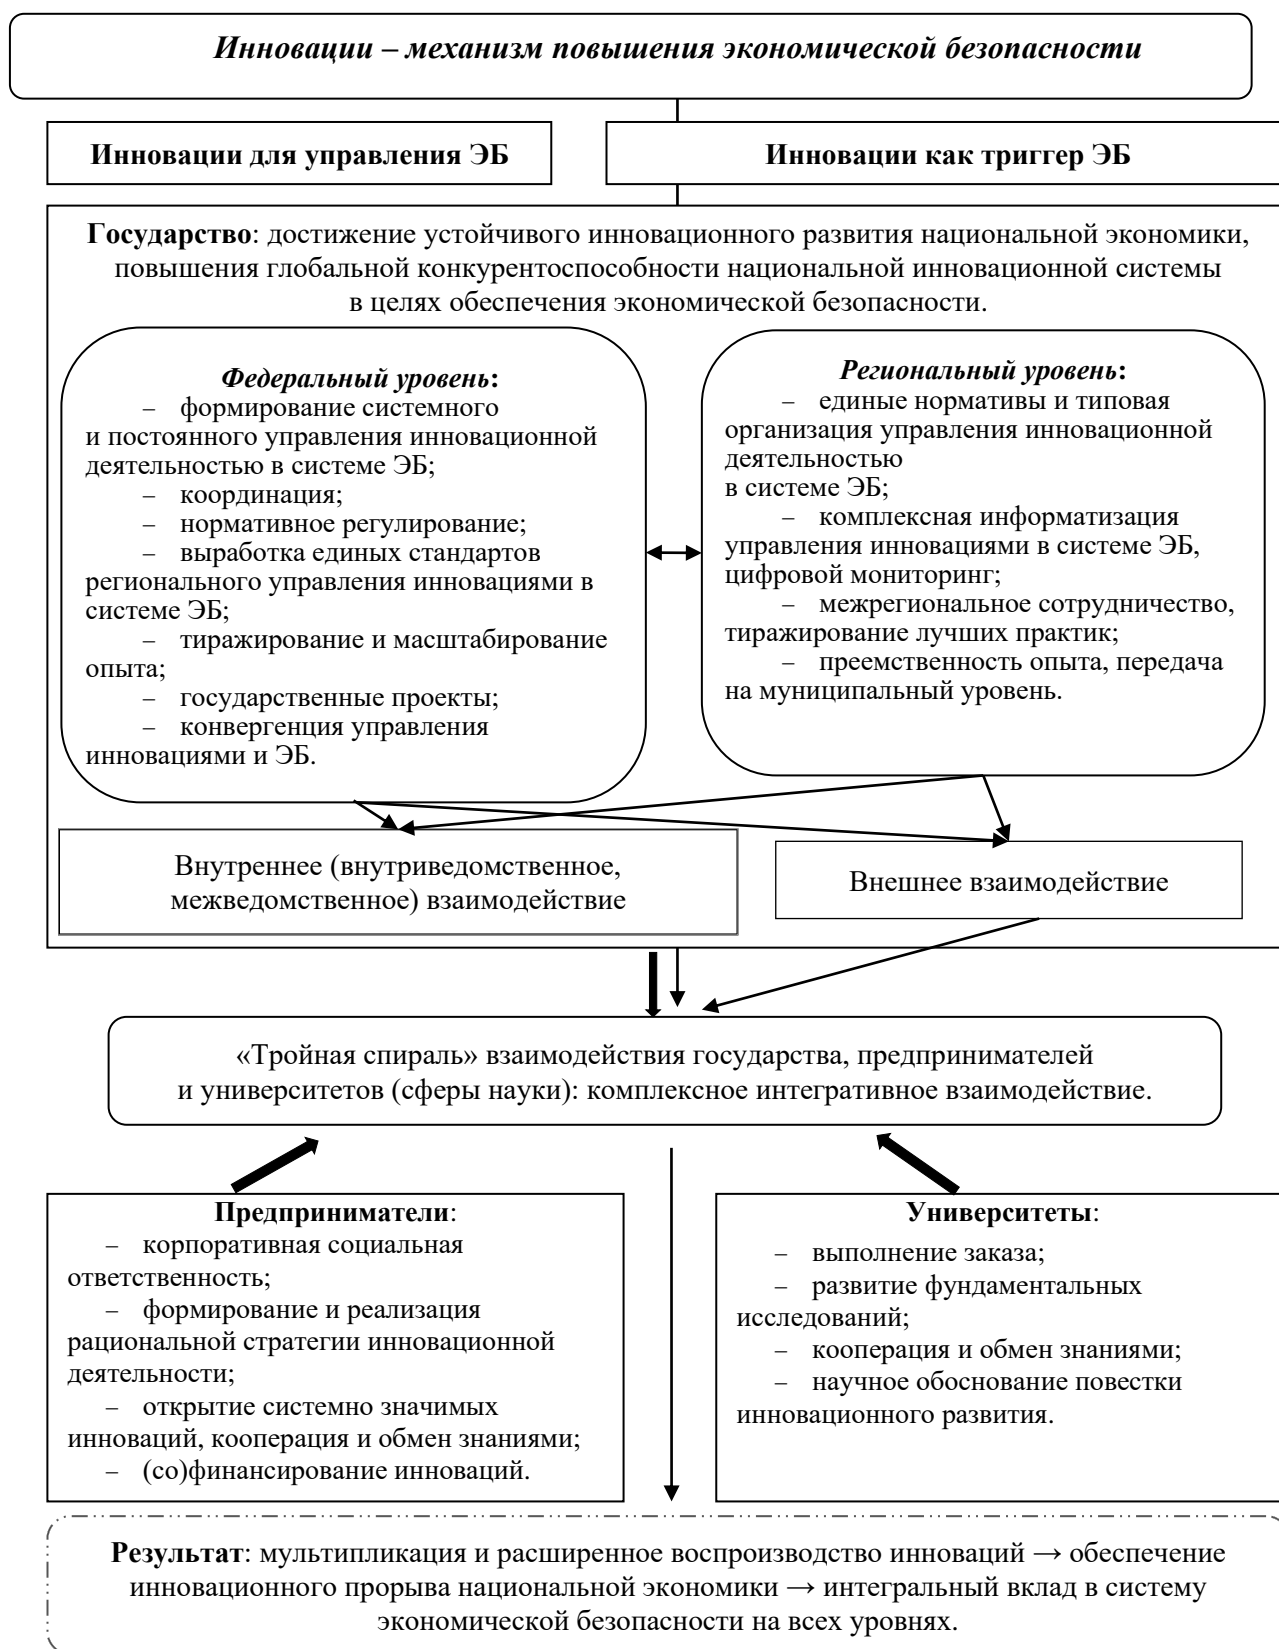 Инновации – механизм повышения экономической безопасности
Инновации для управления ЭБ
Инновации как триггер ЭБ
Государство: достижение устойчивого инновационного развития национальной экономики,
повышения глобальной конкурентоспособности национальной инновационной системы
в целях обеспечения экономической безопасности.
Федеральный уровень:
– формирование системного
и постоянного управления инновационной
деятельностью в системе ЭБ;
– координация;
– нормативное регулирование;
– выработка единых стандартов
регионального управления инновациями в
системе ЭБ;
– тиражирование и масштабирование
опыта;
– государственные проекты;
– конвергенция управления
инновациями и ЭБ.
Региональный уровень:
– единые нормативы и типовая
организация управления инновационной
деятельностью
в системе ЭБ;
– комплексная информатизация
управления инновациями в системе ЭБ,
цифровой мониторинг;
– межрегиональное сотрудничество,
тиражирование лучших практик;
– преемственность опыта, передача
на муниципальный уровень.
Внутреннее (внутриведомственное,
межведомственное) взаимодействие
Внешнее взаимодействие
«Тройная спираль» взаимодействия государства, предпринимателей
и университетов (сферы науки): комплексное интегративное взаимодействие.
Предприниматели:
– корпоративная социальная
ответственность;
– формирование и реализация
рациональной стратегии инновационной
деятельности;
– открытие системно значимых
инноваций, кооперация и обмен знаниями;
– (со)финансирование инноваций.
Университеты:
– выполнение заказа;
– развитие фундаментальных
исследований;
– кооперация и обмен знаниями;
– научное обоснование повестки
инновационного развития.
Результат: мультипликация и расширенное воспроизводство инноваций → обеспечение
инновационного прорыва национальной экономики → интегральный вклад в систему
экономической безопасности на всех уровнях.